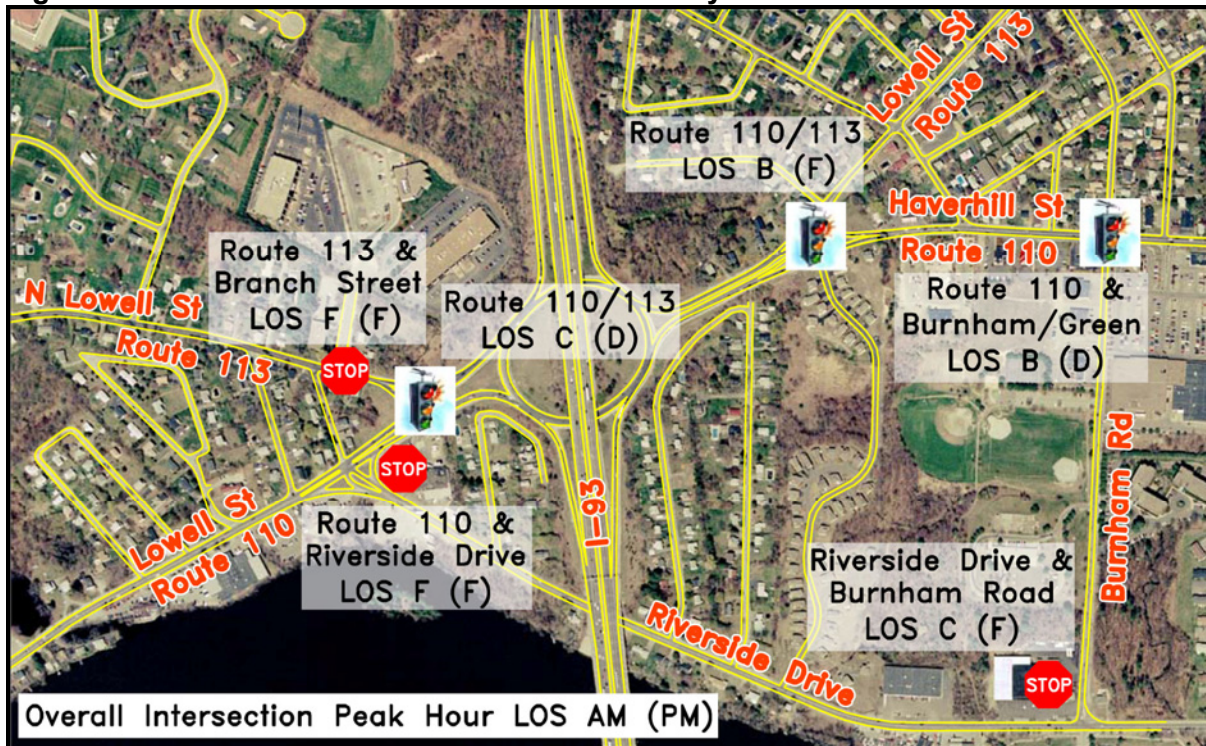 Lowell St
Route 113
Route 110/113
LOS B (F)
Haverhill St
Route 110
Route 113 &
Branch Street
LOS F (F)
Route 110/113
LOS C (D)
Route 110 &
Burnham/Green
LOS B (D)
N Lowell St
Route 113
STOP
STOP
Lowell St
Route 110
Route 110 &
Riverside Drive
LOS F (F)
I-93
Burnham Rd
Riverside Drive &
Burnham Road
LOS C (F)
Riverside Drive
STOP
Overall Intersection Peak Hour LOS AM (PM)